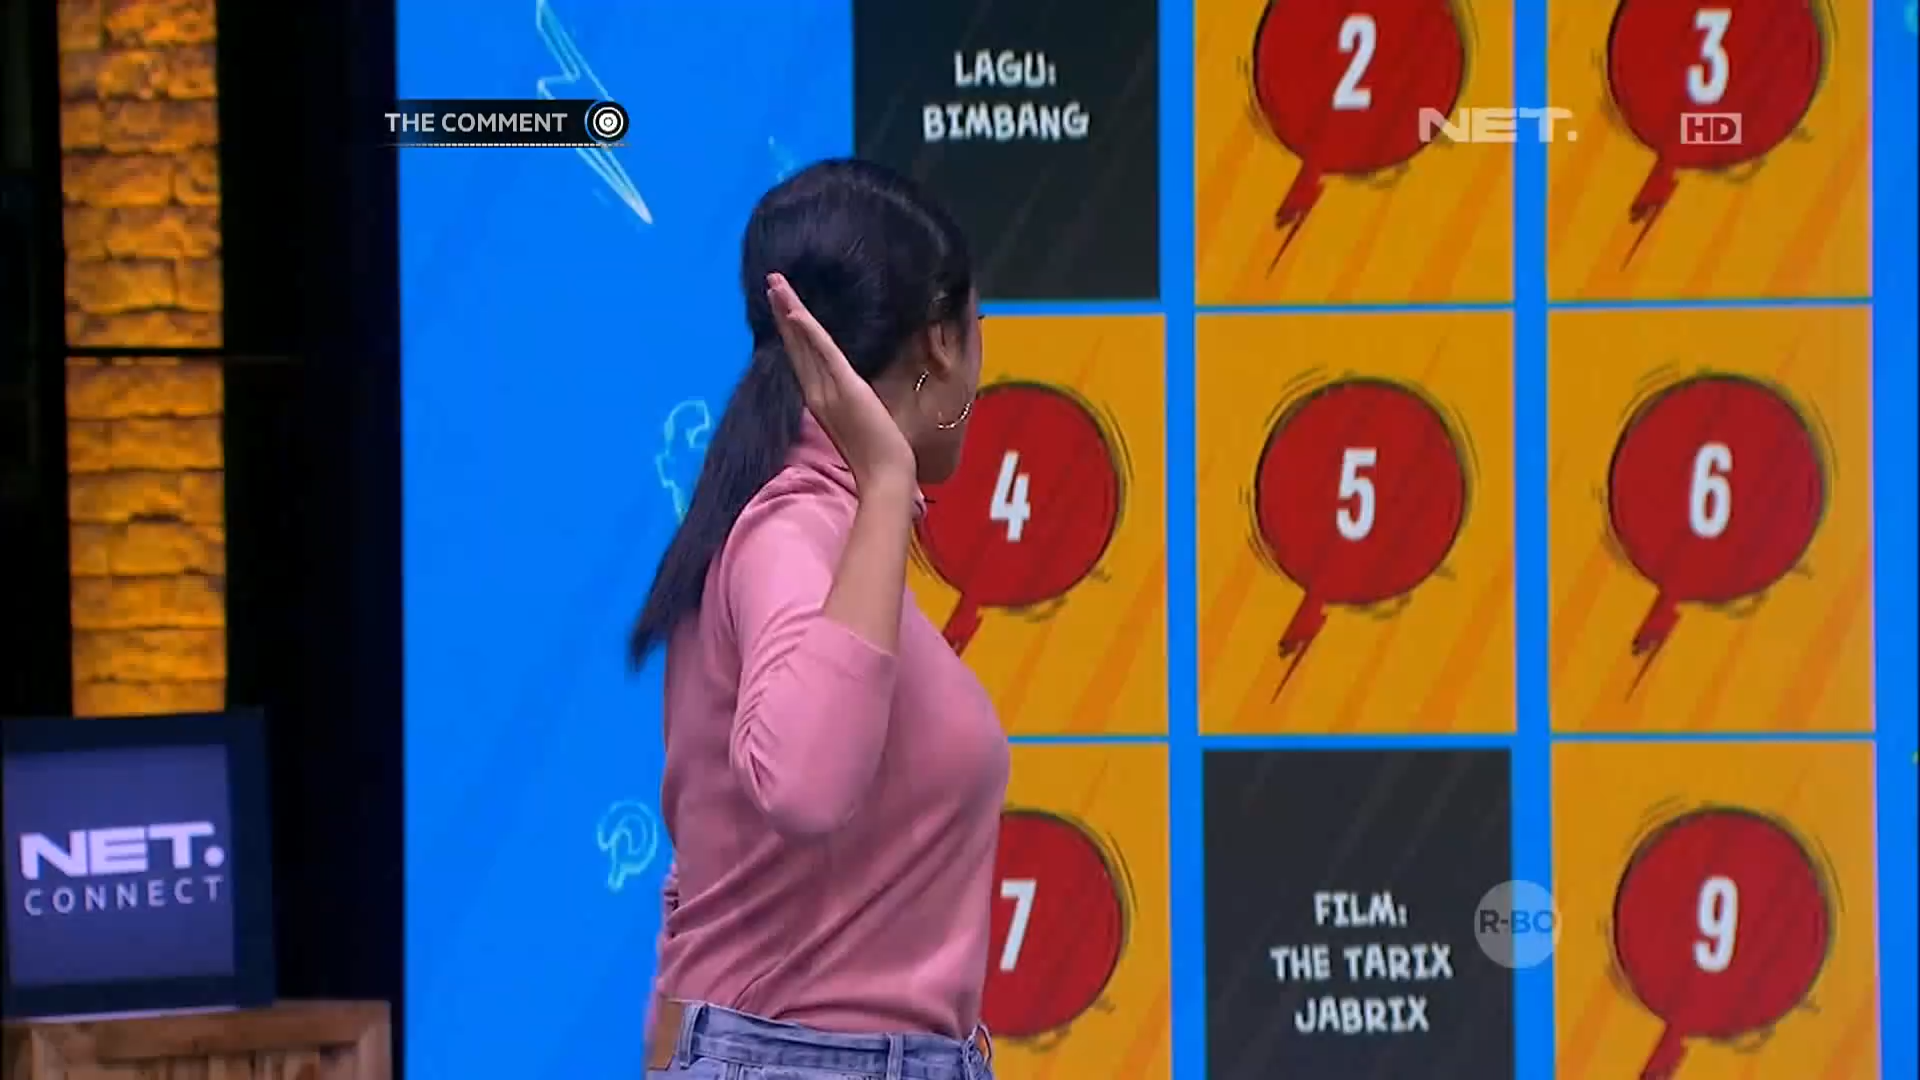 THE COMMENT
LAGU:
BIMBANG
2
3
NET.
HD
4
5
6
7
FILM:
THE TARIX
JABRIX
R-BO
9
NET.
CONNECT